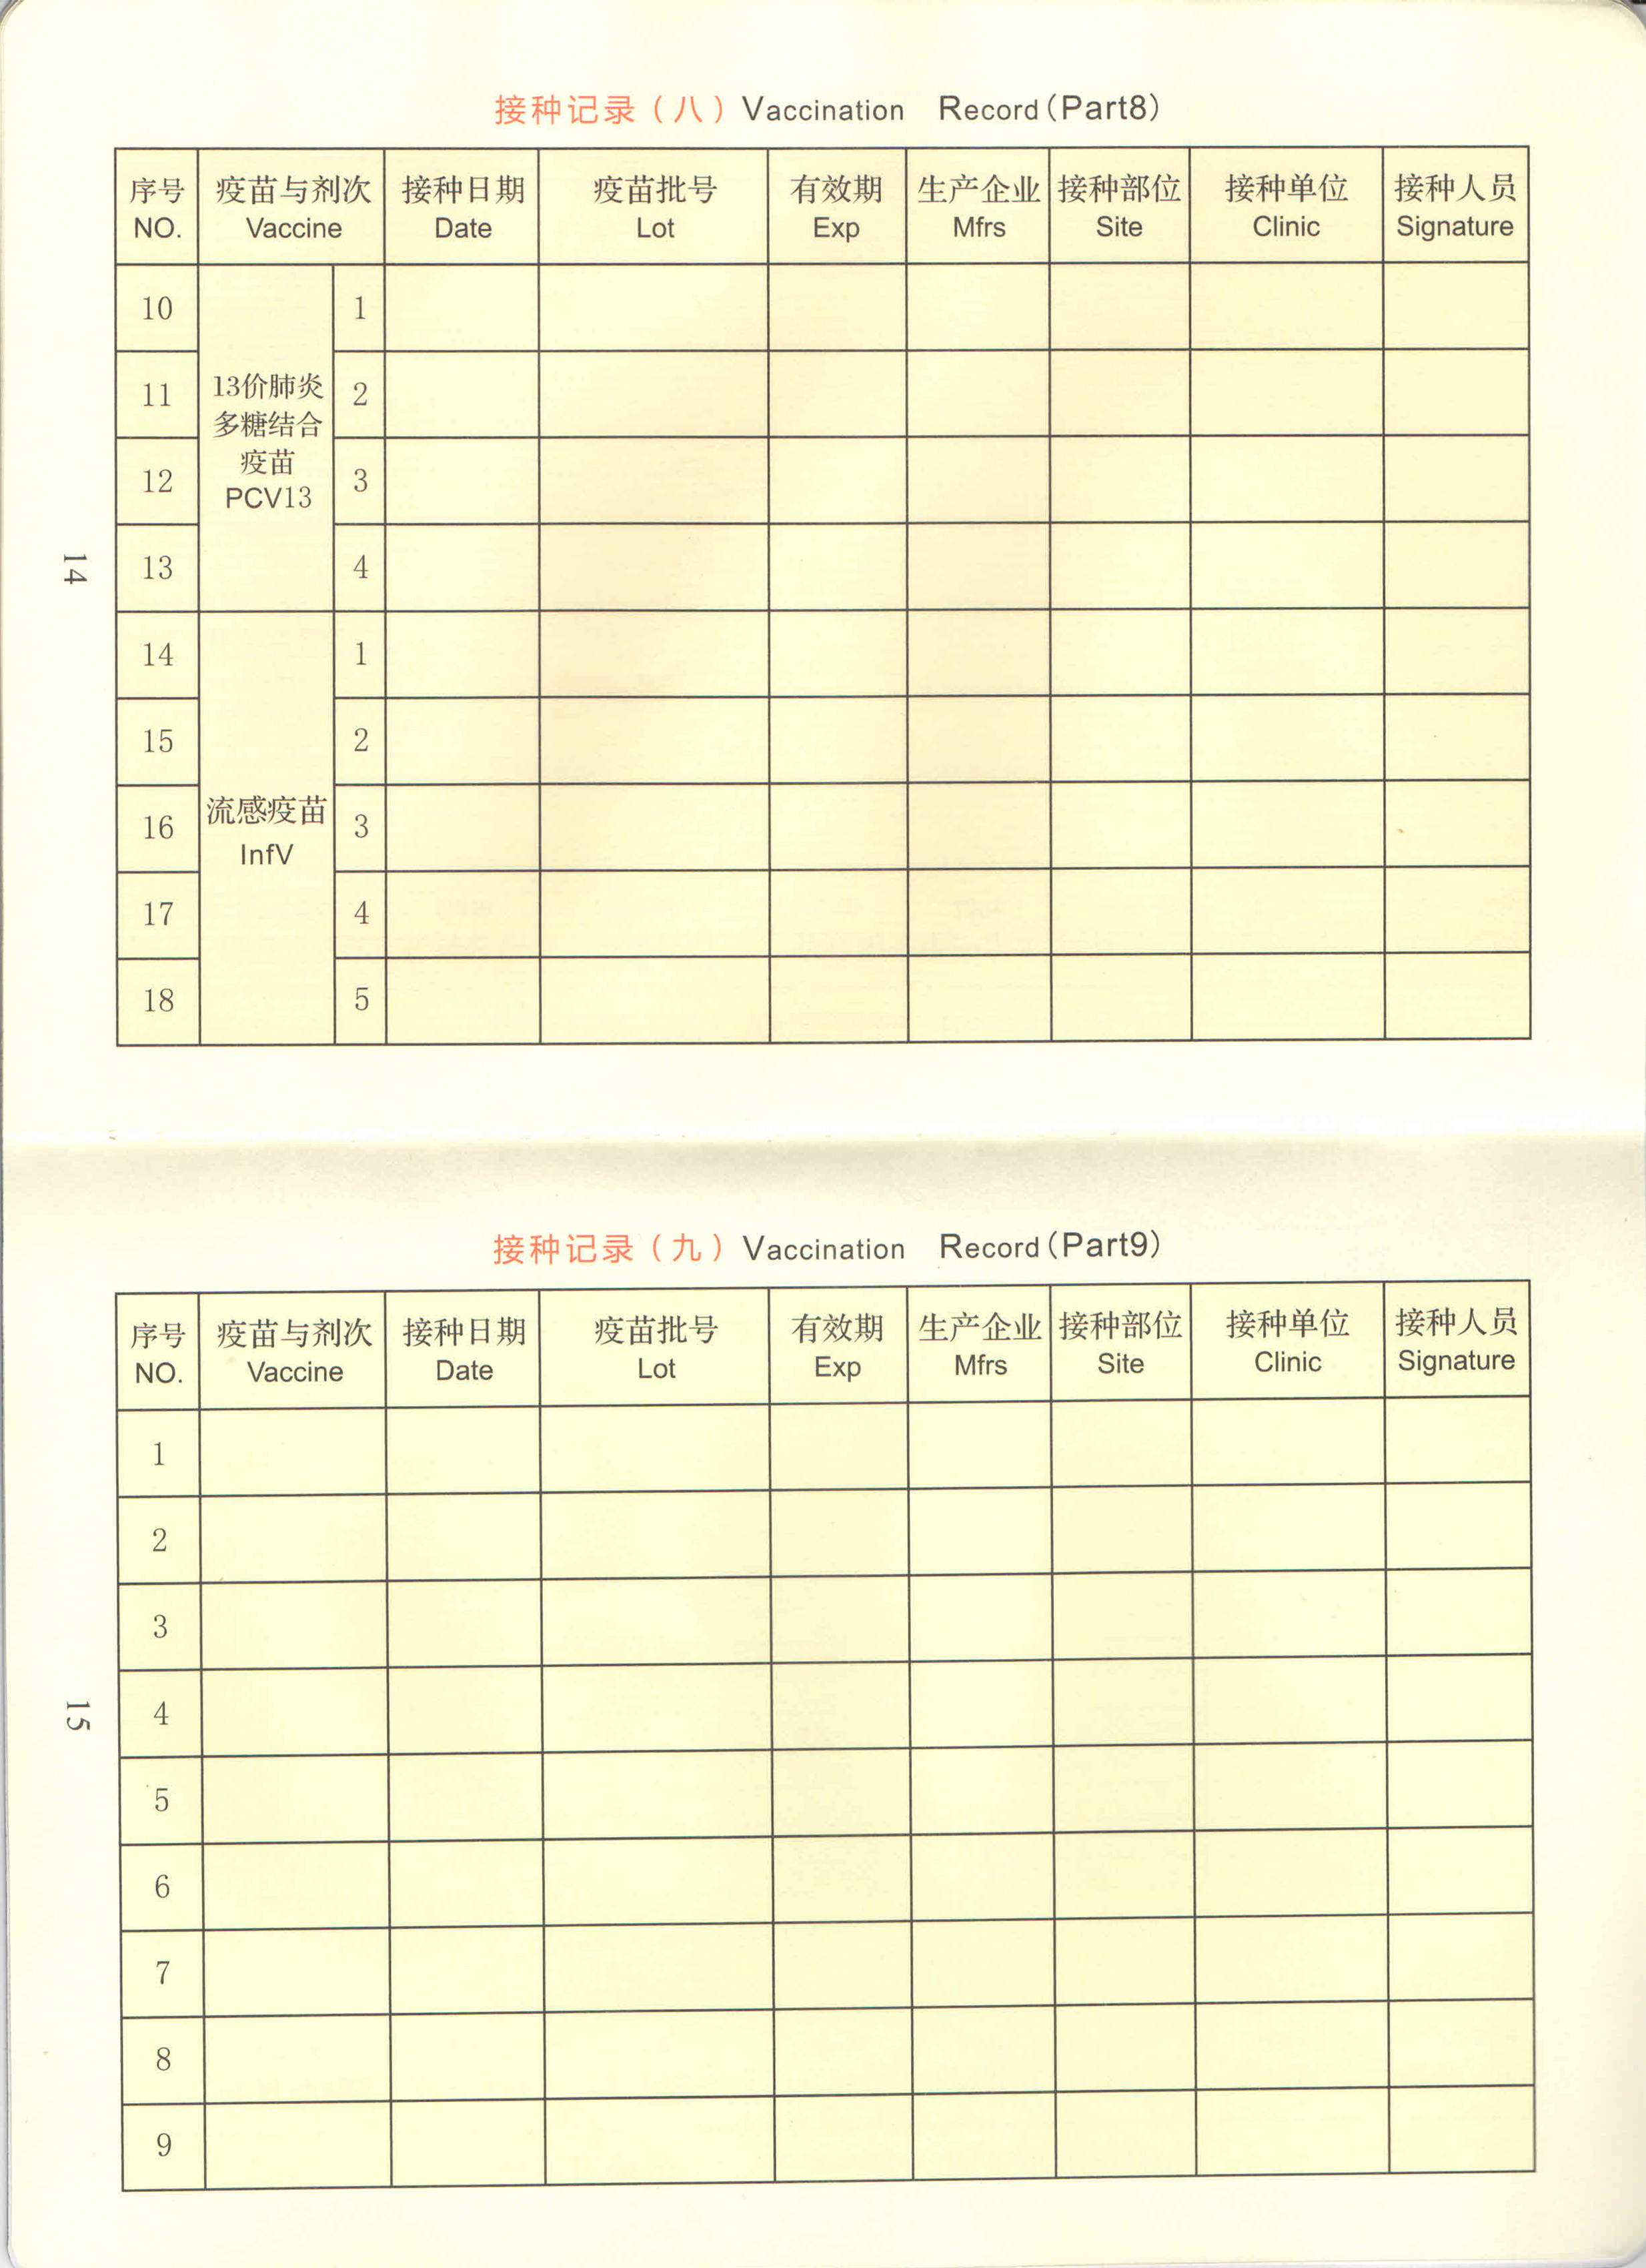 接种记录（八）Vaccination Record(Part8)
序号 疫苗与剂次 接种日期 疫苗批号 有效期 生产企业 接种部位 接种单位 接种人员
NO. Vaccine Date Lot Exp Mfrs Site Clinic Signature
10 1
11 2
13价肺炎
多糖结合
疫苗
PCV13
12 3
13 4
14 1
15 2
流感疫苗
InfV
16 3
17 4
18 5
14
接种记录（九）Vaccination Record(Part9)
序号 疫苗与剂次 接种日期 疫苗批号 有效期 生产企业 接种部位 接种单位 接种人员
NO. Vaccine Date Lot Exp Mfrs Site Clinic Signature
1
2
3
4
5
6
7
8
9
15